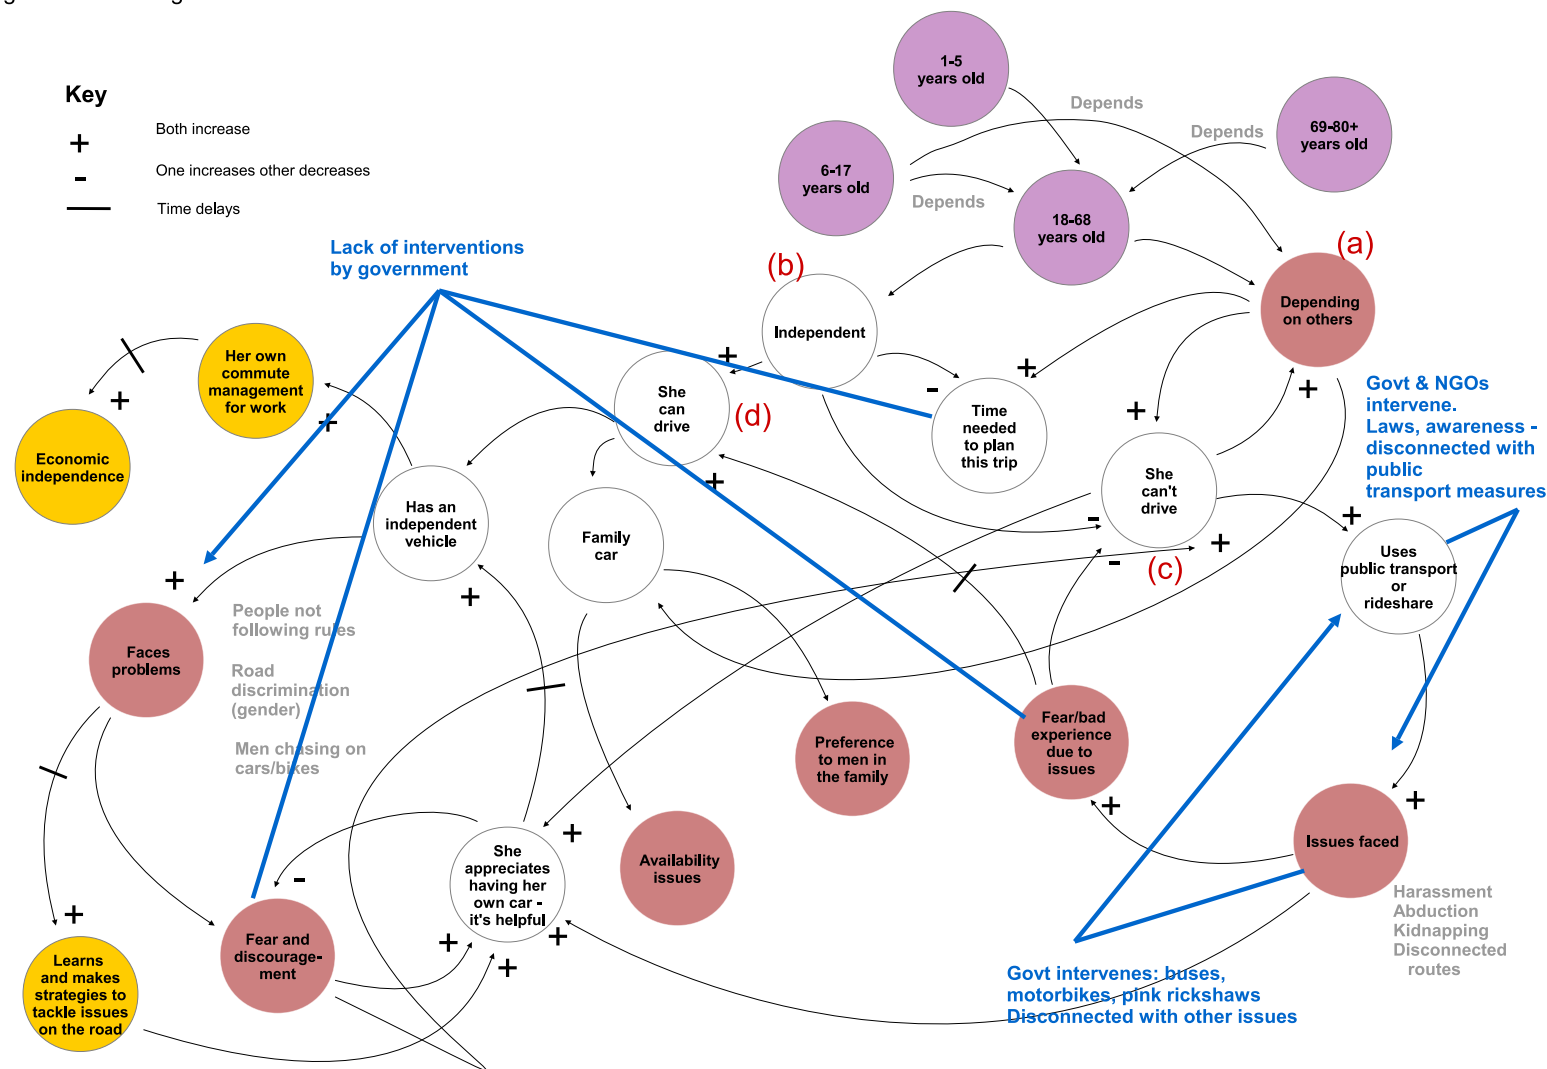 Key
+
Both increase
-
One increases other decreases
Time delays
1-5
years old
Depends
69-80+
years old
Depends
6-17
years old
Depends
18-68
years old
Lack of interventions
by government
(a)
(b)
Depending
on others
Independent
+
+
-
+
Her own
commute
management
for work
+
+
She
can
drive
(d)
Time
needed
to plan
this trip
+
Govt & NGOs
intervene.
Laws, awareness -
disconnected with
public
transport measures
Economic
independence
+
She
can't
drive
Has an
independent
vehicle
Family
car
-
+
+
-
(c)
Uses
public transport
or
rideshare
+
+
People not
following rules
Faces
problems
Road
discrimination
(gender)
Men chasing on
cars/bikes
Preference
to men in
the family
Fear/bad
experience
due to
issues
+
+
Issues faced
+
She
appreciates
having her
own car -
it's helpful
Availability
issues
-
Harassment
Abduction
Kidnapping
Disconnected
routes
+
+
+
+
Fear and
discourage-
ment
Learns
and makes
strategies to
tackle issues
on the road
Govt intervenes: buses,
motorbikes, pink rickshaws
Disconnected with other issues